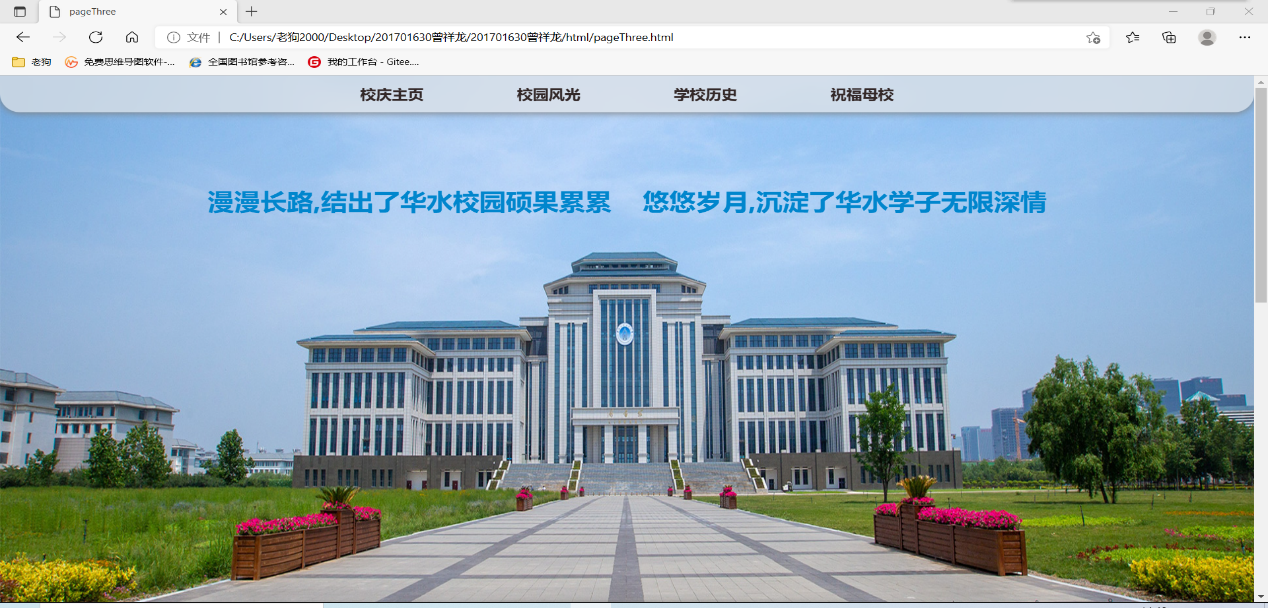 pageThree
文件 | C:/Users/老狗2000/Desktop/201701630曾祥龙/201701630曾祥龙/html/pageThree.html
老狗 免费思维导图软件-... 全国图书馆参考咨... 我的工作台 - Gitee....
校庆主页 校园风光 学校历史 祝福母校
漫漫长路,结出了华水校园硕果累累 悠悠岁月,沉淀了华水学子无限深情